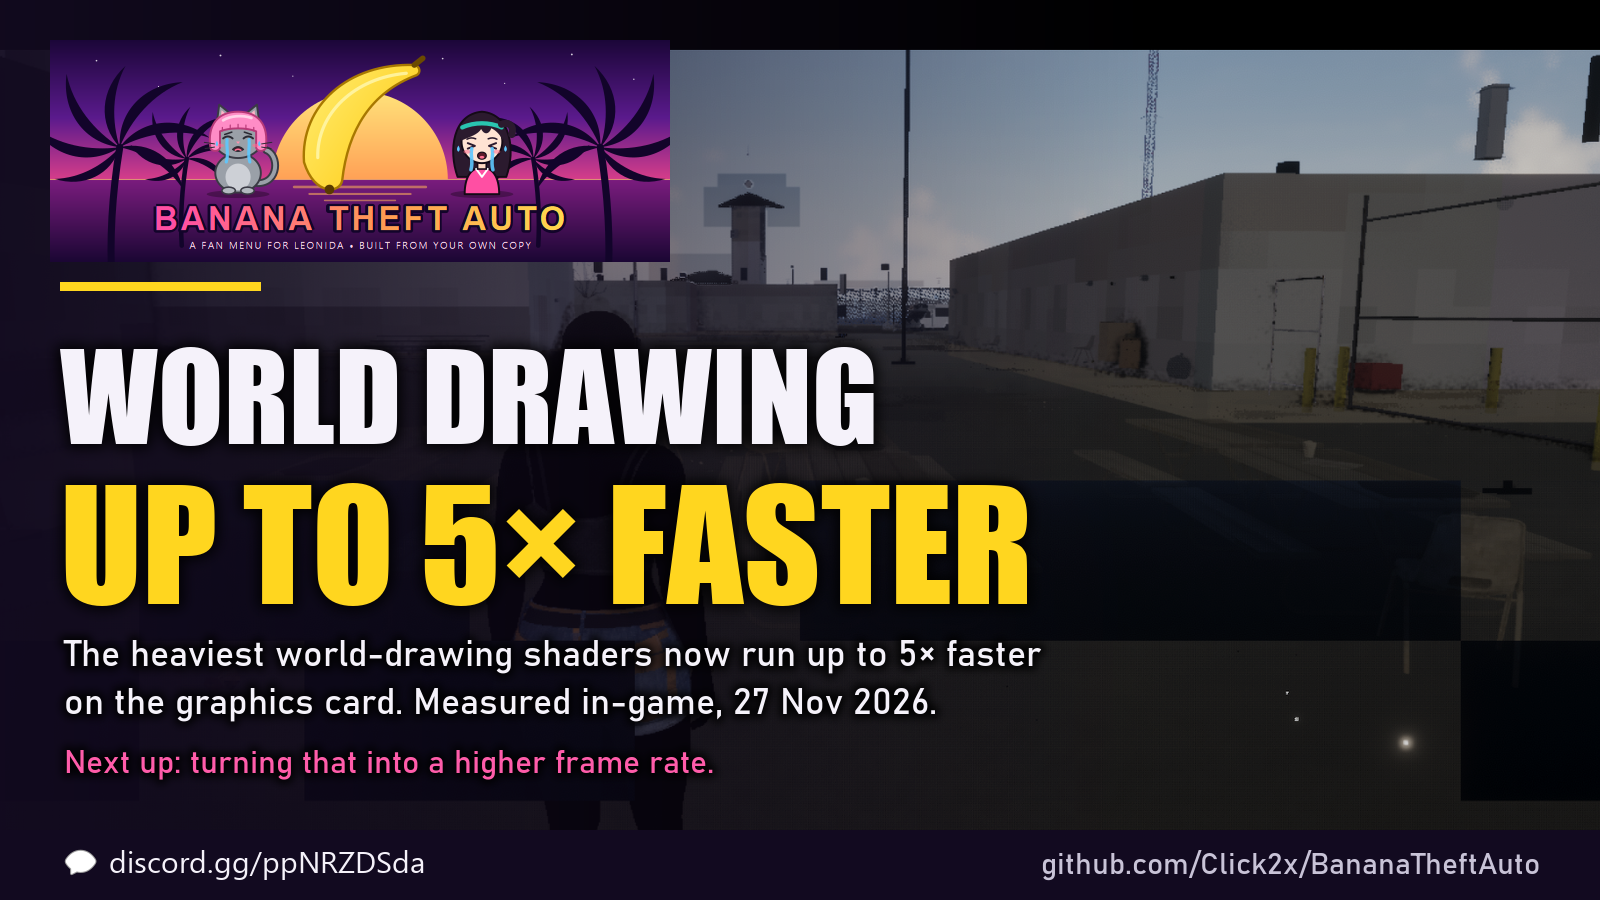 BANANA THEFT AUTO
A FAN MENU FOR LEONIDA • BUILT FROM YOUR OWN COPY
WORLD DRAWING
UP TO 5× FASTER
The heaviest world-drawing shaders now run up to 5× faster
on the graphics card. Measured in-game, 27 Nov 2026.
Next up: turning that into a higher frame rate.
discord.gg/ppNRZDSda
github.com/Click2x/BananaTheftAuto